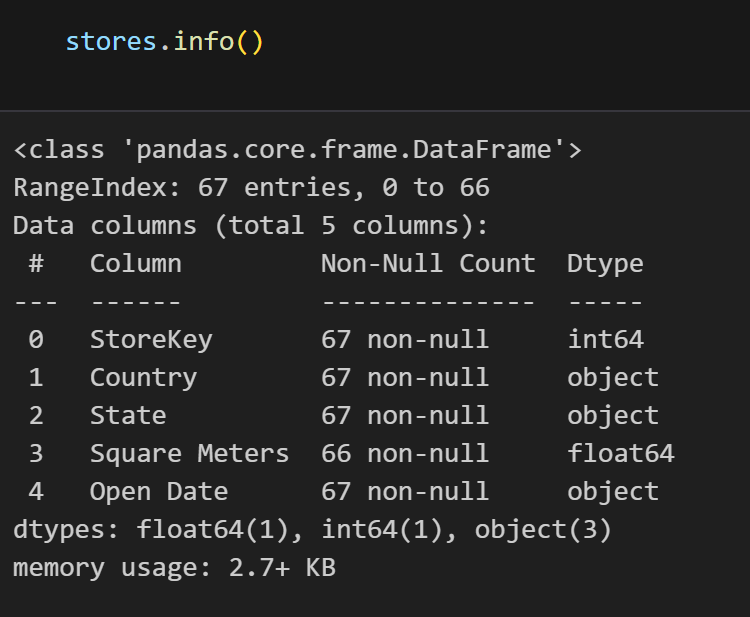 stores.info()
<class 'pandas.core.frame.DataFrame'>
RangeIndex: 67 entries, 0 to 66
Data columns (total 5 columns):
 #   Column         Non-Null Count  Dtype
---  ------         --------------  -----
 0   StoreKey       67 non-null     int64
 1   Country        67 non-null     object
 2   State          67 non-null     object
 3   Square Meters  66 non-null     float64
 4   Open Date      67 non-null     object
dtypes: float64(1), int64(1), object(3)
memory usage: 2.7+ KB